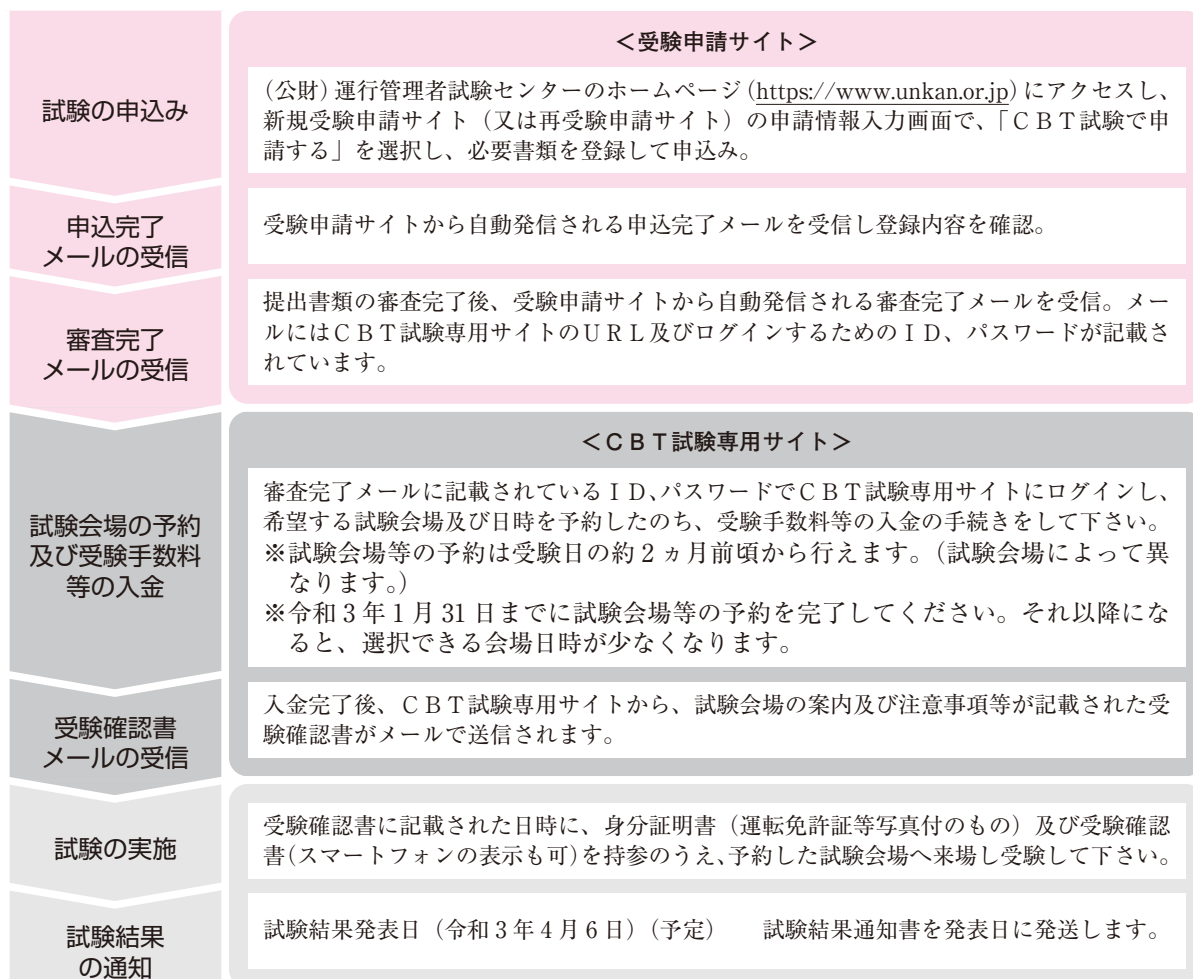 ＜受験申請サイト＞
試験の申込み
（公財）運行管理者試験センターのホームページ（https://www.unkan.or.jp）にアクセスし、
新規受験申請サイト（又は再受験申請サイト）の申請情報入力画面で、「ＣＢＴ試験で申
請する」を選択し、必要書類を登録して申込み。
申込完了
メールの受信
受験申請サイトから自動発信される申込完了メールを受信し登録内容を確認。
審査完了
メールの受信
提出書類の審査完了後、受験申請サイトから自動発信される審査完了メールを受信。メー
ルにはＣＢＴ試験専用サイトのＵＲＬ及びログインするためのＩＤ、パスワードが記載さ
れています。
＜ＣＢＴ試験専用サイト＞
試験会場の予約
及び受験手数料
等の入金
審査完了メールに記載されているＩＤ、パスワードでＣＢＴ試験専用サイトにログインし、
希望する試験会場及び日時を予約したのち、受験手数料等の入金の手続きをして下さい。
※試験会場等の予約は受験日の約２ヵ月前頃から行えます。（試験会場によって異
なります。）
※令和３年１月31日までに試験会場等の予約を完了してください。それ以降にな
ると、選択できる会場日時が少なくなります。
受験確認書
メールの受信
入金完了後、ＣＢＴ試験専用サイトから、試験会場の案内及び注意事項等が記載された受
験確認書がメールで送信されます。
試験の実施
受験確認書に記載された日時に、身分証明書（運転免許証等写真付のもの）及び受験確認
書（スマートフォンの表示も可）を持参のうえ、予約した試験会場へ来場し受験して下さい。
試験結果
の通知
試験結果発表日（令和３年４月６日）（予定）　試験結果通知書を発表日に発送します。